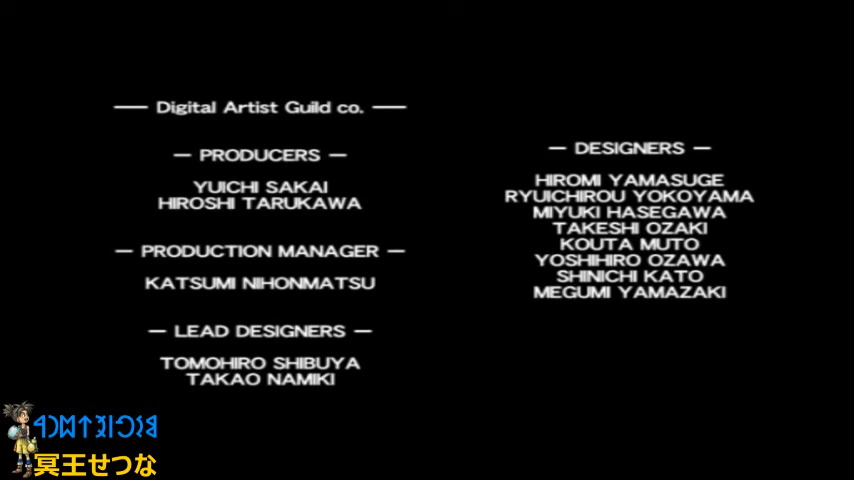 — Digital Artist Guild co. —
— PRODUCERS —
YUICHI SAKAI
HIROSHI TARUKAWA
— PRODUCTION MANAGER —
KATSUMI NIHONMATSU
— LEAD DESIGNERS —
TOMOHIRO SHIBUYA
TAKAO NAMIKI
— DESIGNERS —
HIROMI YAMASUGE
RYUICHIROU YOKOYAMA
MIYUKI HASEGAWA
TAKESHI OZAKI
KOUTA MUTO
YOSHIHIRO OZAWA
SHINICHI KATO
MEGUMI YAMAZAKI
冥王せつな